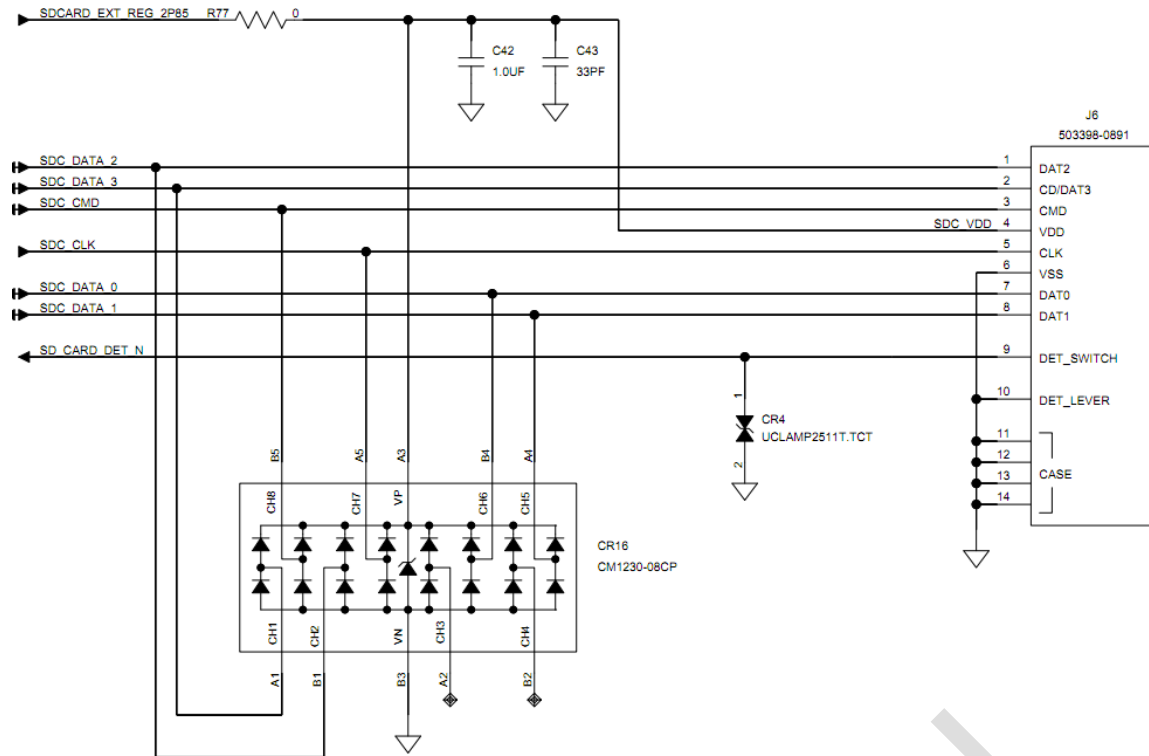 SDCARD_EXT_REG_2P85 R77 0
C42
1.0UF
C43
33PF
J6
503398-0891
SDC_DATA_2 1 DAT2
SDC_DATA_3 2 CD/DAT3
SDC_CMD 3 CMD
SDC_VDD 4 VDD
SDC_CLK 5 CLK
6 VSS
SDC_DATA_0 7 DAT0
SDC_DATA_1 8 DAT1
SD_CARD_DET_N 9 DET_SWITCH
10 DET_LEVER
11
12
CASE
13
14
1
CR4
UCLAMP2511T.TCT
2
B5 A5 A3 B4 A4
CH8 CH7 VP CH6 CH5
CR16
CM1230-08CP
CH1 CH2 VN CH3 CH4
A1 B1 B3 A2 B2